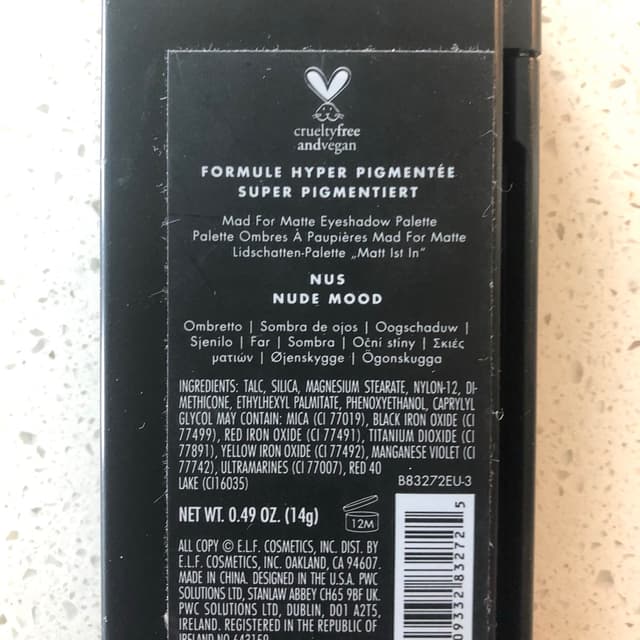 crueltyfree
andvegan
FORMULE HYPER PIGMENTÉE
SUPER PIGMENTIERT
Mad For Matte Eyeshadow Palette
Palette Ombres À Paupières Mad For Matte
Lidschatten-Palette „Matt Ist In“
NUS
NUDE MOOD
Ombretto | Sombra de ojos | Oogschaduw |
Sjenilo | Far | Sombra | Oční stíny | Σκιές
ματιών | Øjenskygge | Ögonskugga
INGREDIENTS: TALC, SILICA, MAGNESIUM STEARATE, NYLON-12, DI-
METHICONE, ETHYLHEXYL PALMITATE, PHENOXYETHANOL, CAPRYLYL
GLYCOL MAY CONTAIN: MICA (CI 77019), BLACK IRON OXIDE (CI
77499), RED IRON OXIDE (CI 77491), TITANIUM DIOXIDE (CI
77891), YELLOW IRON OXIDE (CI 77492), MANGANESE VIOLET (CI
77742), ULTRAMARINES (CI 77007), RED 40
LAKE (CI16035)
B83272EU-3
NET WT. 0.49 OZ. (14g)
12M
ALL COPY © E.L.F. COSMETICS, INC. DIST. BY
E.L.F. COSMETICS, INC. OAKLAND, CA 94607.
MADE IN CHINA. DESIGNED IN THE U.S.A. PWC
SOLUTIONS LTD, STANLAW ABBEY CH65 9BF UK.
PWC SOLUTIONS LTD, DUBLIN, D01 A2T5,
IRELAND. REGISTERED IN THE REPUBLIC OF
IRELAND NO 643159
09332 83272 5